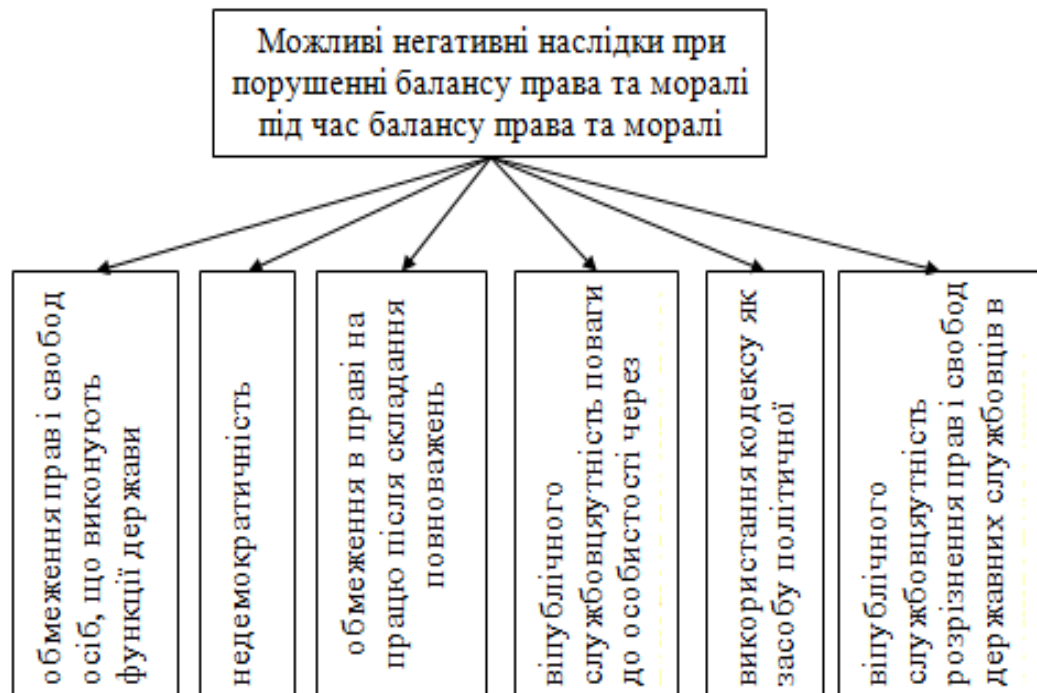 Можливі негативні наслідки при
порушенні балансу права та моралі
під час балансу права та моралі
обмеження прав і свобод
осіб, що виконують
функції держави
недемократичність
обмеження в праві на
працю після складання
повноважень
віпублічного
службовцяутність поваги
до особистості через
використання кодексу як
засобу політичної
віпублічного
службовцяутність
розрізнення прав і свобод
державних службовців в